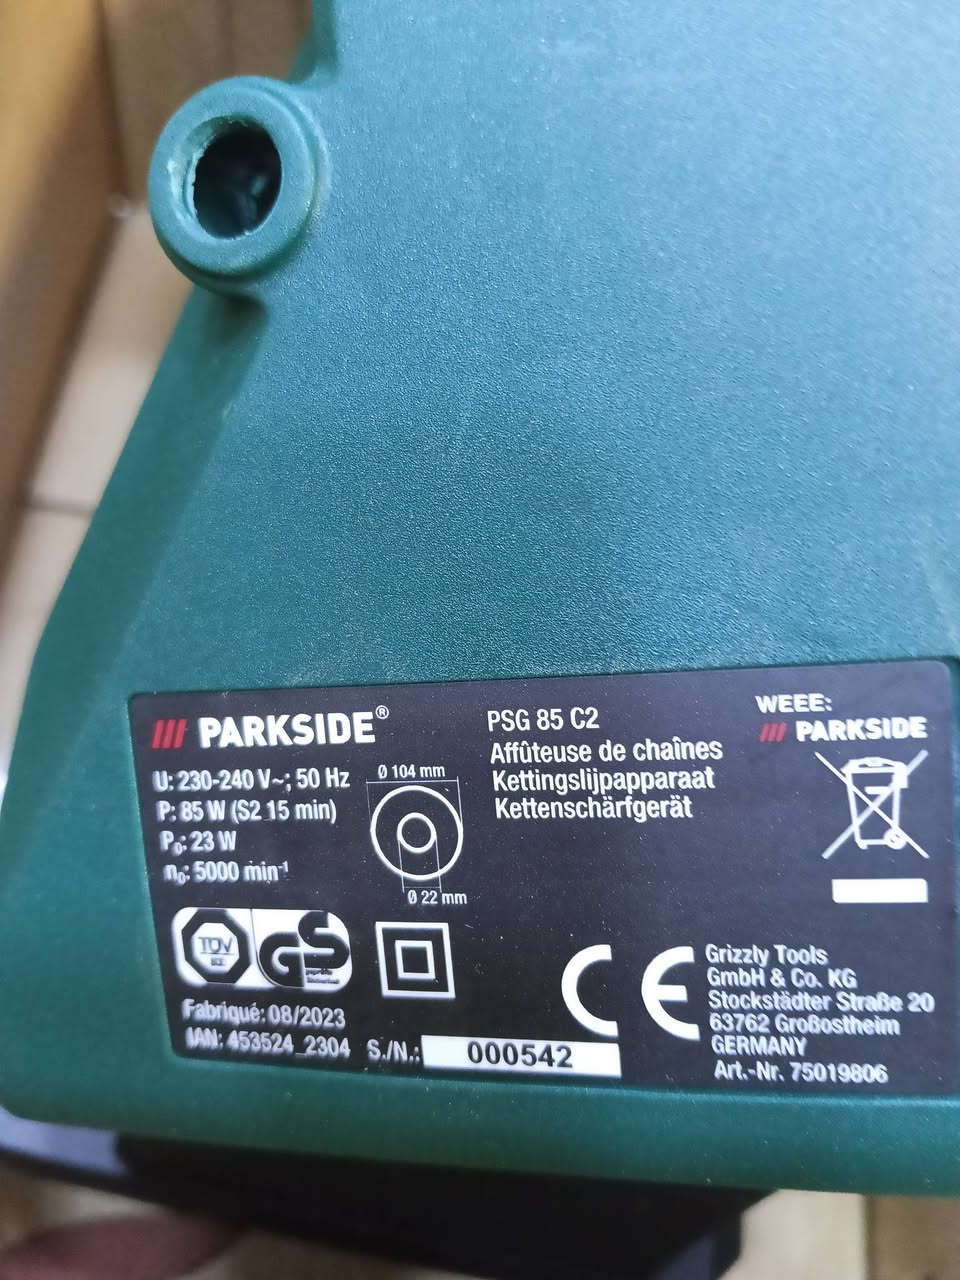 PARKSIDE®
U: 230-240 V~; 50 Hz
P: 85 W (S2 15 min)
P₀: 23 W
n₀: 5000 min⁻¹
Ø 104 mm
Ø 22 mm
PSG 85 C2
Affûteuse de chaînes
Kettingslijpapparaat
Kettenschärfgerät
WEEE:
PARKSIDE
TÜV
GS
geprüfte
Sicherheit
Fabriqué: 08/2023
IAN: 453524_2304
S./N.: 000542
CE
Grizzly Tools
GmbH & Co. KG
Stockstädter Straße 20
63762 Großostheim
GERMANY
Art.-Nr. 75019806